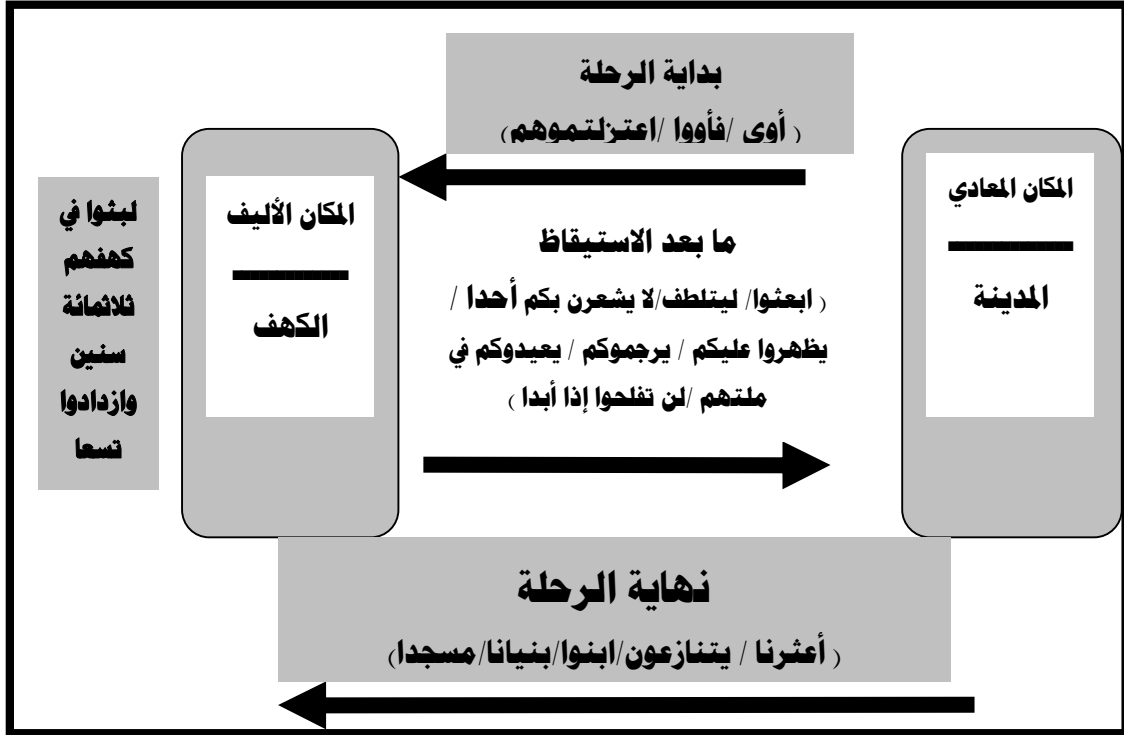 بداية الرحلة
( أوى /فأووا /اعتزلتموهم)
المكان المعادي
المدينة
ما بعد الاستيقاظ
( ابعثوا/ ليتلطف/لا يشعرن بكم أحدا /
يظهروا عليكم / يرجموكم / يعيدوكم في
ملتهم /لن تفلحوا إذا أبدا )
المكان الأليف
الكهف
لبثوا في
كهفهم
ثلاثمائة
سنين
وازدادوا
تسعا
نهاية الرحلة
( أعثرنا / يتنازعون/ابنوا/بنيانا/مسجدا)